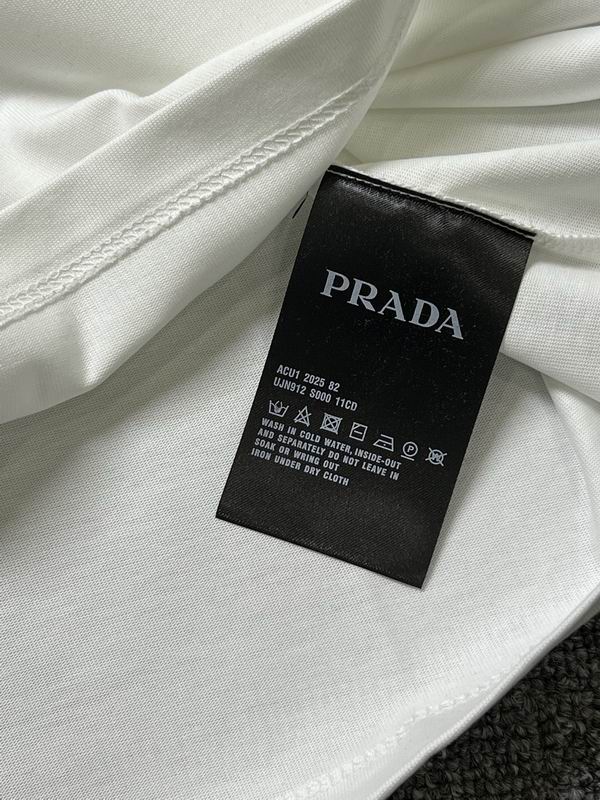 PRADA
ACU1 2025 82
UJN912 S000 11CD
WASH IN COLD WATER, INSIDE-OUT
AND SEPARATELY DO NOT LEAVE IN
SOAK OR WRING OUT
IRON UNDER DRY CLOTH